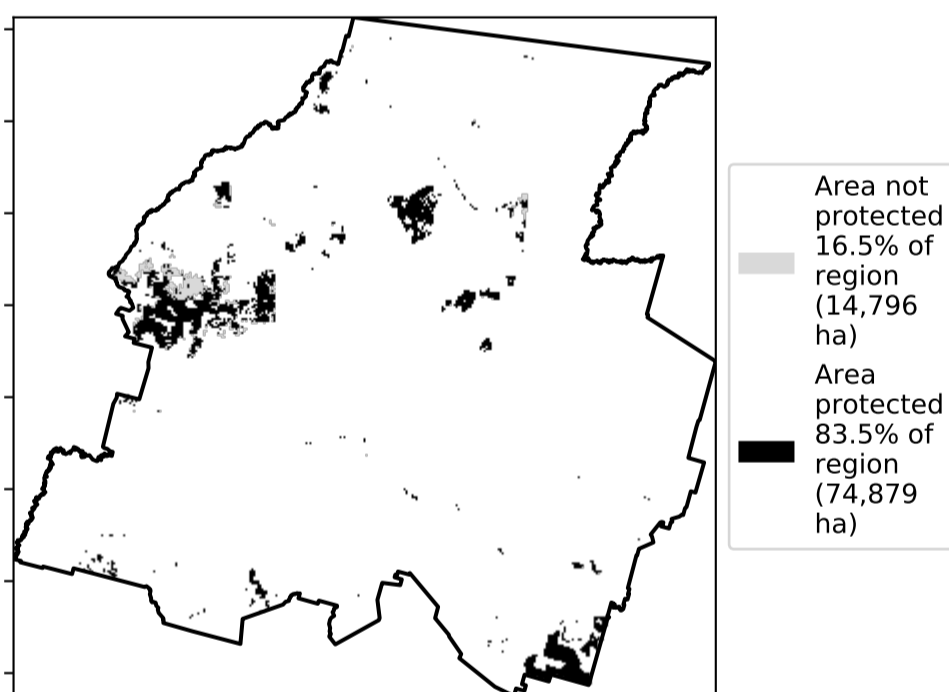 Area not
protected
16.5% of
region
(14,796
ha)
Area
protected
83.5% of
region
(74,879
ha)